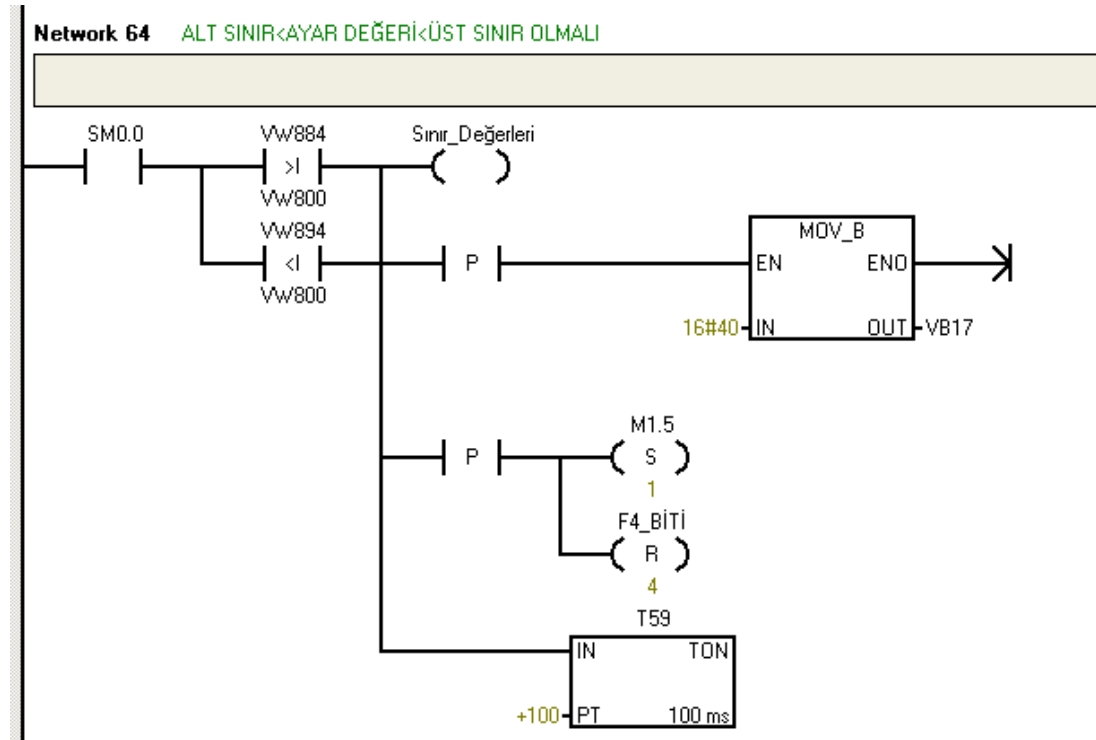 Network 64 ALT SINIR<AYAR DEĞERİ<ÜST SINIR OLMALI
SM0.0 VW884 Sınır_Değerleri
>I
VW800
VW894 MOV_B
<I P EN ENO
VW800
16#40 IN OUT VB17
M1.5
P S
1
F4_BİTİ
R
4
T59
IN TON
+100 PT 100 ms